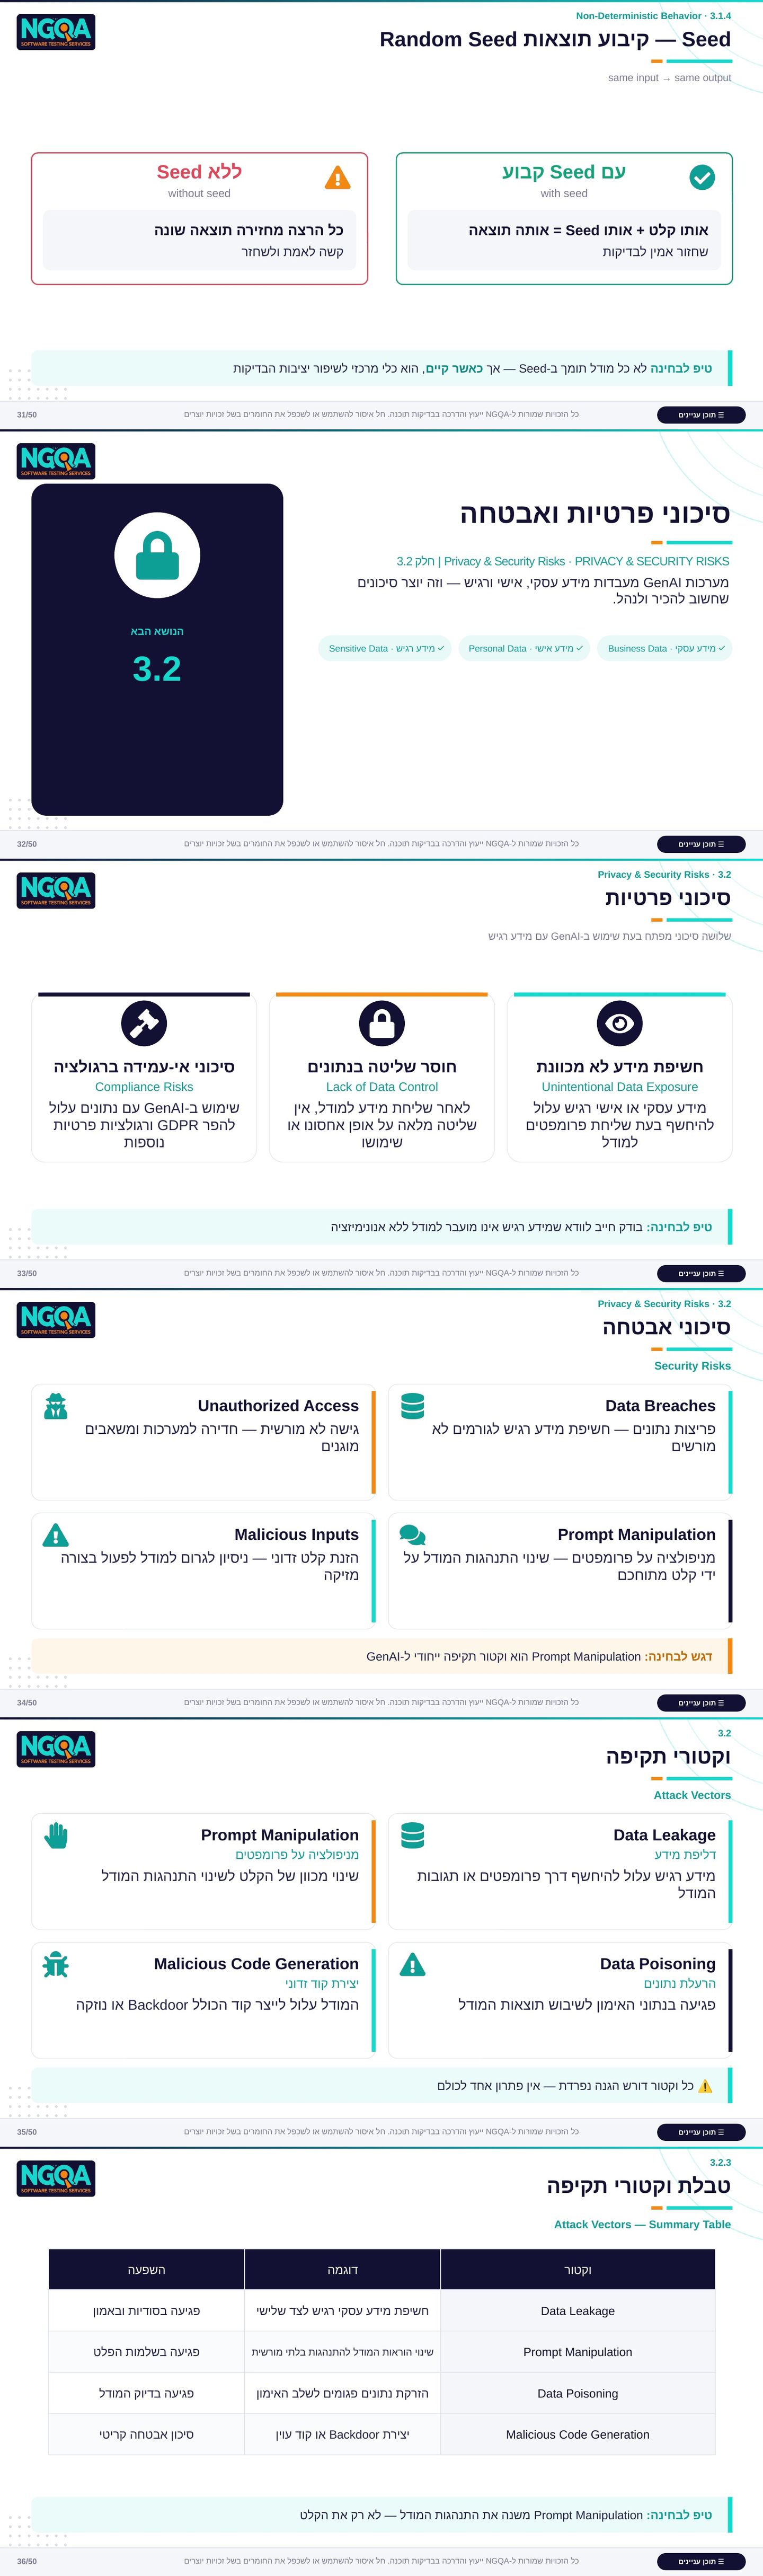 NGQA
SOFTWARE TESTING SERVICES
Non-Deterministic Behavior · 3.1.4
Random Seed קיבוע תוצאות — Seed
same input → same output
עם Seed קבוע
with seed
אותו קלט + אותו Seed = אותה תוצאה
שחזור אמין לבדיקות
ללא Seed
without seed
כל הרצה מחזירה תוצאה שונה
קשה לאמת ולשחזר
טיפ לבחינה לא כל מודל תומך ב-Seed — אך כאשר קיים, הוא כלי מרכזי לשיפור יציבות הבדיקות
☰ תוכן עניינים
כל הזכויות שמורות ל-NGQA ייעוץ והדרכה בבדיקות תוכנה. חל איסור להשתמש או לשכפל את החומרים בשל זכויות יוצרים
31/50
NGQA
SOFTWARE TESTING SERVICES
סיכוני פרטיות ואבטחה
3.2 חלק | Privacy & Security Risks · PRIVACY & SECURITY RISKS
מערכות GenAI מעבדות מידע עסקי, אישי ורגיש — וזה יוצר סיכונים
שחשוב להכיר ולנהל.
✓ מידע עסקי · Business Data
✓ מידע אישי · Personal Data
✓ מידע רגיש · Sensitive Data
הנושא הבא
3.2
☰ תוכן עניינים
כל הזכויות שמורות ל-NGQA ייעוץ והדרכה בבדיקות תוכנה. חל איסור להשתמש או לשכפל את החומרים בשל זכויות יוצרים
32/50
NGQA
SOFTWARE TESTING SERVICES
Privacy & Security Risks · 3.2
סיכוני פרטיות
שלושה סיכוני מפתח בעת שימוש ב-GenAI עם מידע רגיש
חשיפת מידע לא מכוונת
Unintentional Data Exposure
מידע עסקי או אישי רגיש עלול
להיחשף בעת שליחת פרומפטים
למודל
חוסר שליטה בנתונים
Lack of Data Control
לאחר שליחת מידע למודל, אין
שליטה מלאה על אופן אחסונו או
שימושו
סיכוני אי-עמידה ברגולציה
Compliance Risks
שימוש ב-GenAI עם נתונים עלול
להפר GDPR ורגולציות פרטיות
נוספות
טיפ לבחינה: בודק חייב לוודא שמידע רגיש אינו מועבר למודל ללא אנונימיזציה
☰ תוכן עניינים
כל הזכויות שמורות ל-NGQA ייעוץ והדרכה בבדיקות תוכנה. חל איסור להשתמש או לשכפל את החומרים בשל זכויות יוצרים
33/50
NGQA
SOFTWARE TESTING SERVICES
Privacy & Security Risks · 3.2
סיכוני אבטחה
Security Risks
Data Breaches
פריצות נתונים — חשיפת מידע רגיש לגורמים לא
מורשים
Unauthorized Access
גישה לא מורשית — חדירה למערכות ומשאבים
מוגנים
Prompt Manipulation
מניפולציה על פרומפטים — שינוי התנהגות המודל על
ידי קלט מתוחכם
Malicious Inputs
הזנת קלט זדוני — ניסיון לגרום למודל לפעול בצורה
מזיקה
דגש לבחינה: Prompt Manipulation הוא וקטור תקיפה ייחודי ל-GenAI
☰ תוכן עניינים
כל הזכויות שמורות ל-NGQA ייעוץ והדרכה בבדיקות תוכנה. חל איסור להשתמש או לשכפל את החומרים בשל זכויות יוצרים
34/50
NGQA
SOFTWARE TESTING SERVICES
3.2
וקטורי תקיפה
Attack Vectors
Data Leakage
דליפת מידע
מידע רגיש עלול להיחשף דרך פרומפטים או תגובות
המודל
Prompt Manipulation
מניפולציה על פרומפטים
שינוי מכוון של הקלט לשינוי התנהגות המודל
Data Poisoning
הרעלת נתונים
פגיעה בנתוני האימון לשיבוש תוצאות המודל
Malicious Code Generation
יצירת קוד זדוני
המודל עלול לייצר קוד הכולל Backdoor או נוזקה
⚠️ כל וקטור דורש הגנה נפרדת — אין פתרון אחד לכולם
☰ תוכן עניינים
כל הזכויות שמורות ל-NGQA ייעוץ והדרכה בבדיקות תוכנה. חל איסור להשתמש או לשכפל את החומרים בשל זכויות יוצרים
35/50
NGQA
SOFTWARE TESTING SERVICES
3.2.3
טבלת וקטורי תקיפה
Attack Vectors — Summary Table
וקטור דוגמה השפעה
Data Leakage חשיפת מידע עסקי רגיש לצד שלישי פגיעה בסודיות ובאמון
Prompt Manipulation שינוי הוראות המודל להתנהגות בלתי מורשית פגיעה בשלמות הפלט
Data Poisoning הזרקת נתונים פגומים לשלב האימון פגיעה בדיוק המודל
Malicious Code Generation יצירת Backdoor או קוד עוין סיכון אבטחה קריטי
טיפ לבחינה: Prompt Manipulation משנה את התנהגות המודל — לא רק את הקלט
☰ תוכן עניינים
כל הזכויות שמורות ל-NGQA ייעוץ והדרכה בבדיקות תוכנה. חל איסור להשתמש או לשכפל את החומרים בשל זכויות יוצרים
36/50